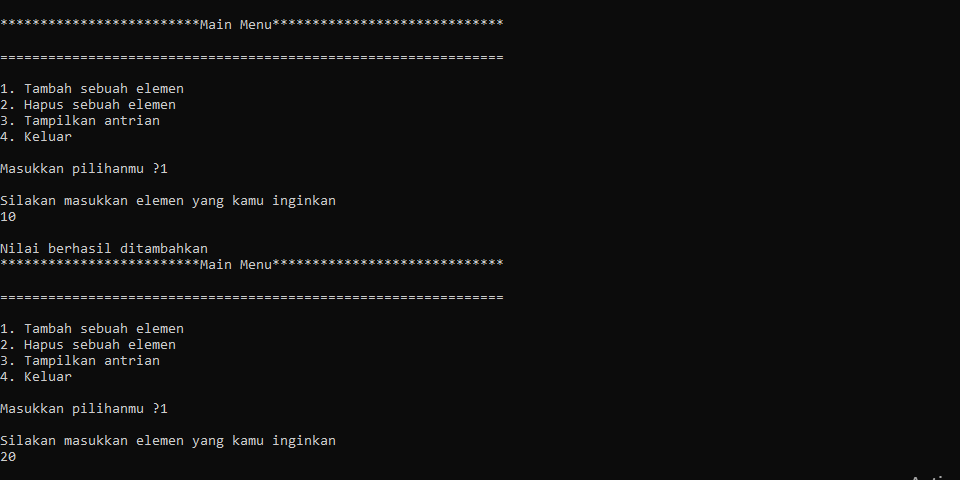 *************************Main Menu*****************************
===============================================================
1. Tambah sebuah elemen
2. Hapus sebuah elemen
3. Tampilkan antrian
4. Keluar
Masukkan pilihanmu ?1
Silakan masukkan elemen yang kamu inginkan
10
Nilai berhasil ditambahkan
*************************Main Menu*****************************
===============================================================
1. Tambah sebuah elemen
2. Hapus sebuah elemen
3. Tampilkan antrian
4. Keluar
Masukkan pilihanmu ?1
Silakan masukkan elemen yang kamu inginkan
20